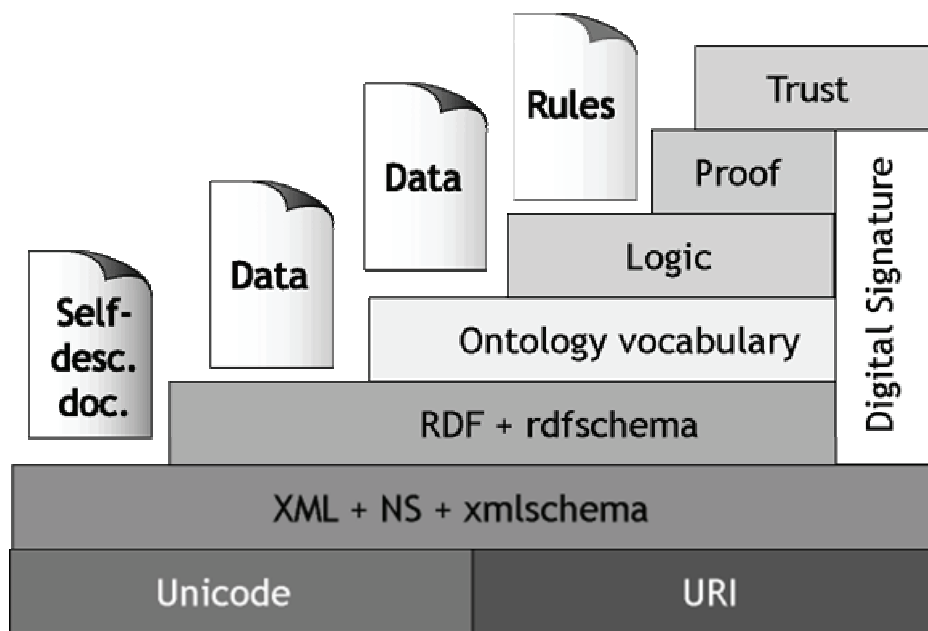 Rules
Trust
Data
Proof
Data
Logic
Digital Signature
Self-
desc.
doc.
Ontology vocabulary
RDF + rdfschema
XML + NS + xmlschema
Unicode
URI